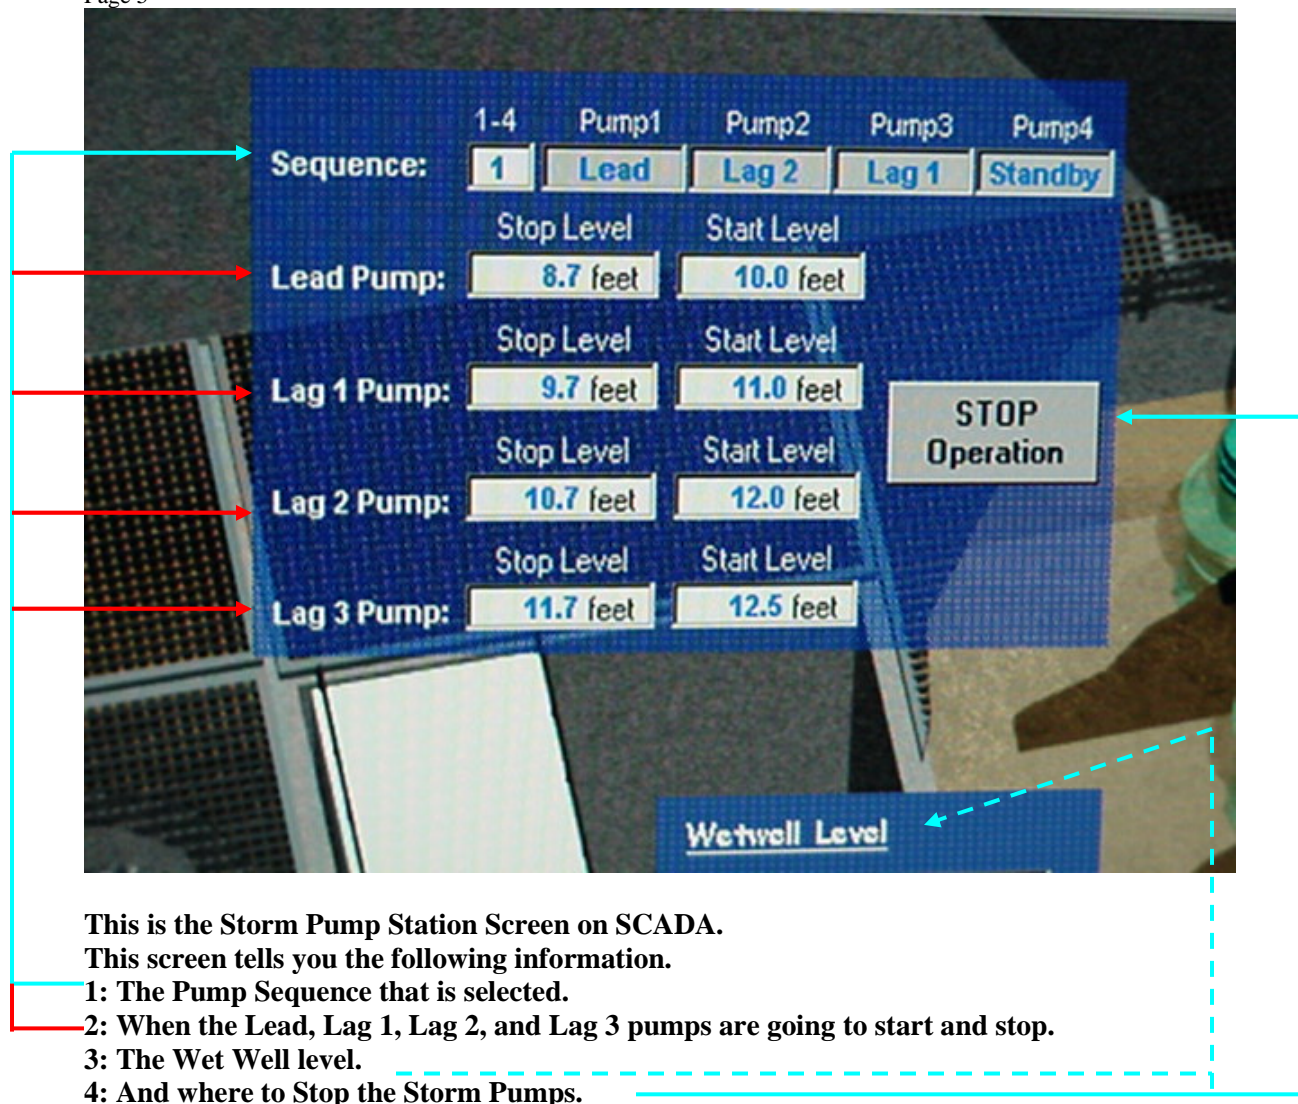 1-4 Pump1 Pump2 Pump3 Pump4
Sequence: 1 Lead Lag 2 Lag 1 Standby
Stop Level Start Level
Lead Pump: 8.7 feet 10.0 feet
Stop Level Start Level
Lag 1 Pump: 9.7 feet 11.0 feet
STOP
Operation
Stop Level Start Level
Lag 2 Pump: 10.7 feet 12.0 feet
Stop Level Start Level
Lag 3 Pump: 11.7 feet 12.5 feet
Wetwell Level
This is the Storm Pump Station Screen on SCADA.
This screen tells you the following information.
1: The Pump Sequence that is selected.
2: When the Lead, Lag 1, Lag 2, and Lag 3 pumps are going to start and stop.
3: The Wet Well level.
4: And where to Stop the Storm Pumps.